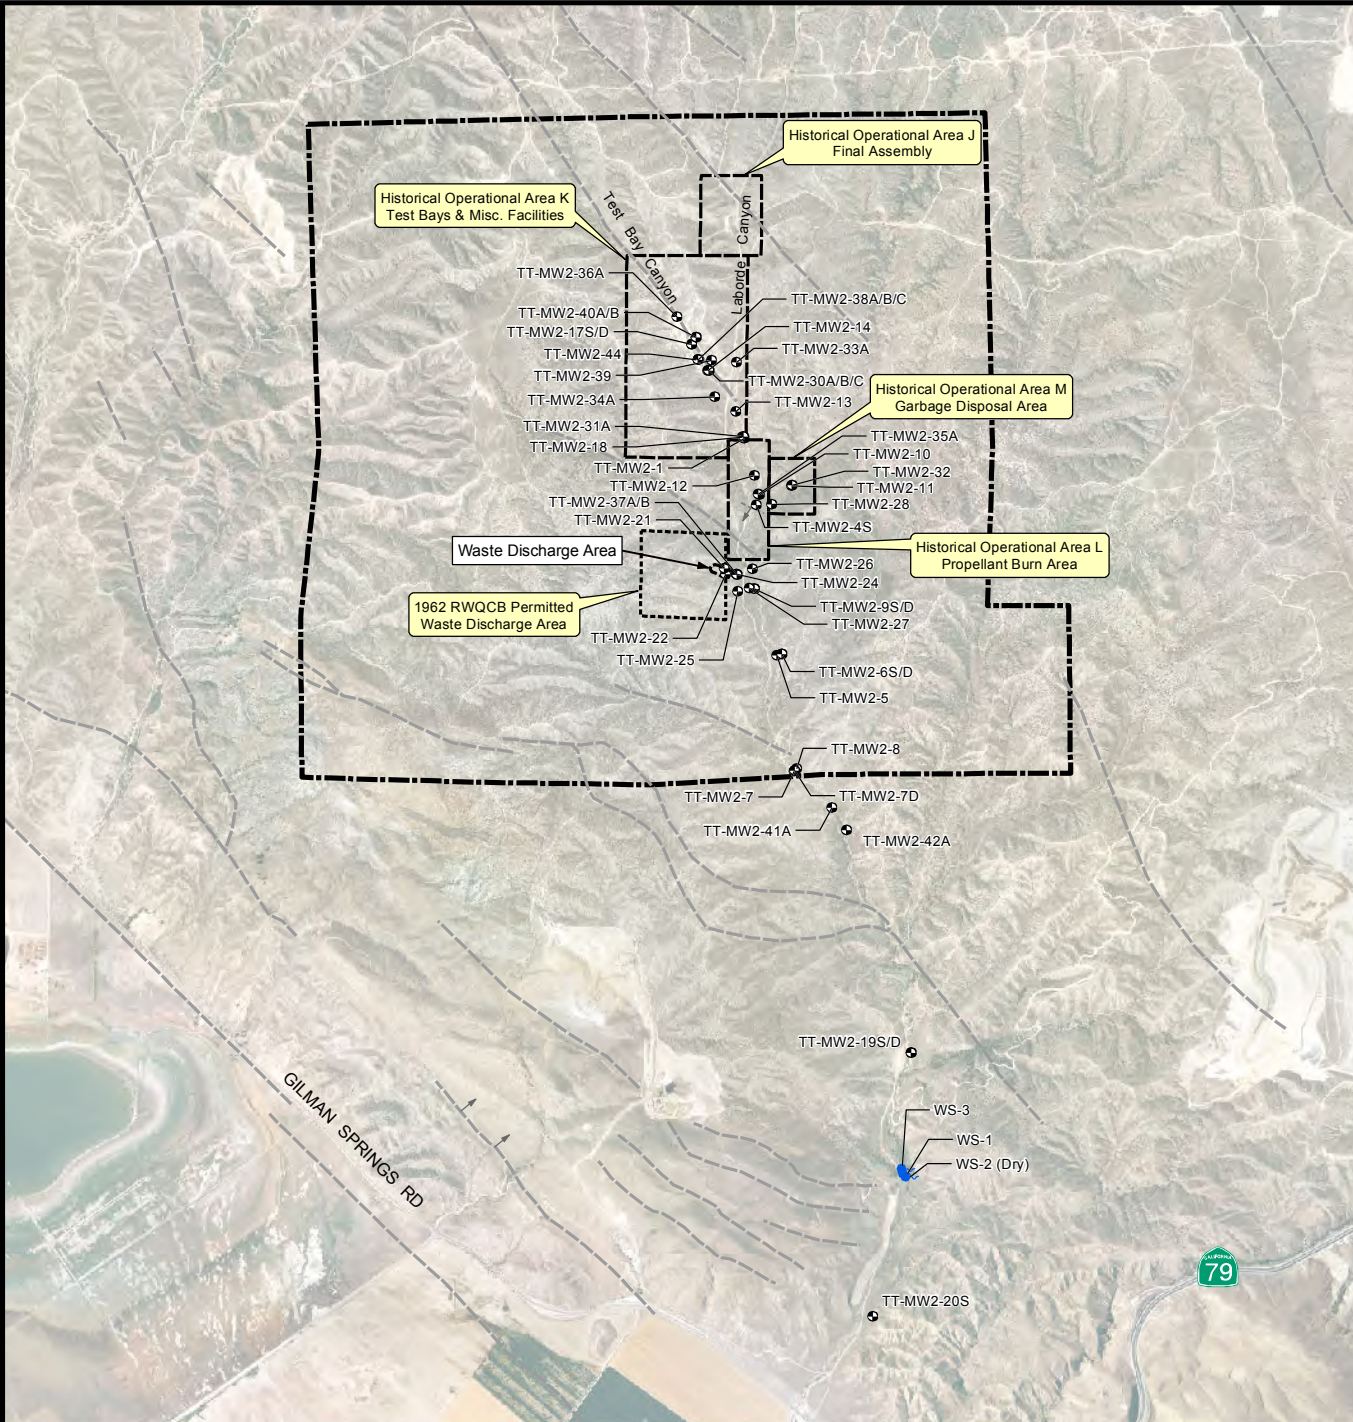 Historical Operational Area J
Final Assembly
Historical Operational Area K
Test Bays & Misc. Facilities
Test Bay Canyon
Laborde Canyon
TT-MW2-36A
TT-MW2-38A/B/C
TT-MW2-40A/B
TT-MW2-14
TT-MW2-17S/D
TT-MW2-33A
TT-MW2-44
TT-MW2-39
TT-MW2-30A/B/C
Historical Operational Area M
Garbage Disposal Area
TT-MW2-34A
TT-MW2-13
TT-MW2-31A
TT-MW2-35A
TT-MW2-18
TT-MW2-10
TT-MW2-1
TT-MW2-32
TT-MW2-12
TT-MW2-11
TT-MW2-37A/B
TT-MW2-28
TT-MW2-21
TT-MW2-4S
Waste Discharge Area
Historical Operational Area L
Propellant Burn Area
TT-MW2-26
TT-MW2-24
1962 RWQCB Permitted
Waste Discharge Area
TT-MW2-9S/D
TT-MW2-27
TT-MW2-22
TT-MW2-25
TT-MW2-6S/D
TT-MW2-5
TT-MW2-8
TT-MW2-7
TT-MW2-7D
TT-MW2-41A
TT-MW2-42A
TT-MW2-19S/D
GILMAN SPRINGS RD
WS-3
WS-1
WS-2 (Dry)
CALIFORNIA
79
TT-MW2-20S